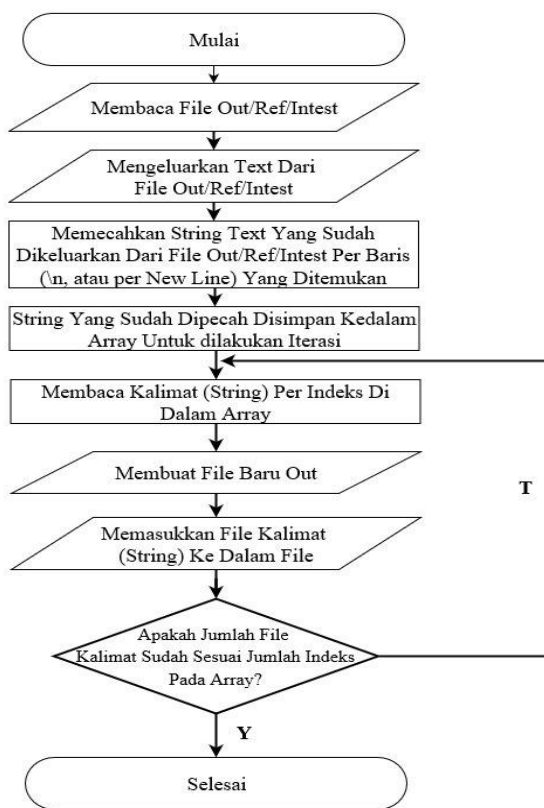 Mulai
Membaca File Out/Ref/Intest
Mengeluarkan Text Dari
File Out/Ref/Intest
Memecahkan String Text Yang Sudah
Dikeluarkan Dari File Out/Ref/Intest Per Baris
(\n, atau per New Line) Yang Ditemukan
String Yang Sudah Dipecah Disimpan Kedalam
Array Untuk dilakukan Iterasi
Membaca Kalimat (String) Per Indeks Di
Dalam Array
Membuat File Baru Out
T
Memasukkan File Kalimat
(String) Ke Dalam File
Apakah Jumlah File
Kalimat Sudah Sesuai Jumlah Indeks
Pada Array?
Y
Selesai